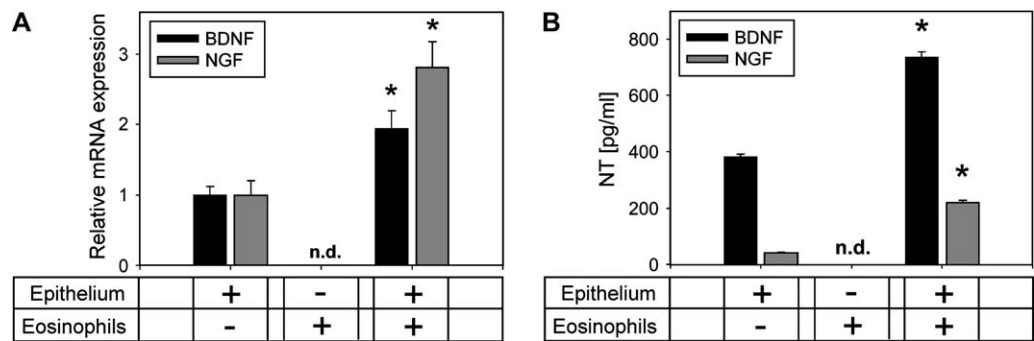 A
BDNF
NGF
Relative mRNA expression
3
2
1
0
*
*
n.d.
Epithelium + - +
Eosinophils - + +
B
BDNF
NGF
NT [pg/ml]
800
600
400
200
0
*
*
n.d.
Epithelium + - +
Eosinophils - + +